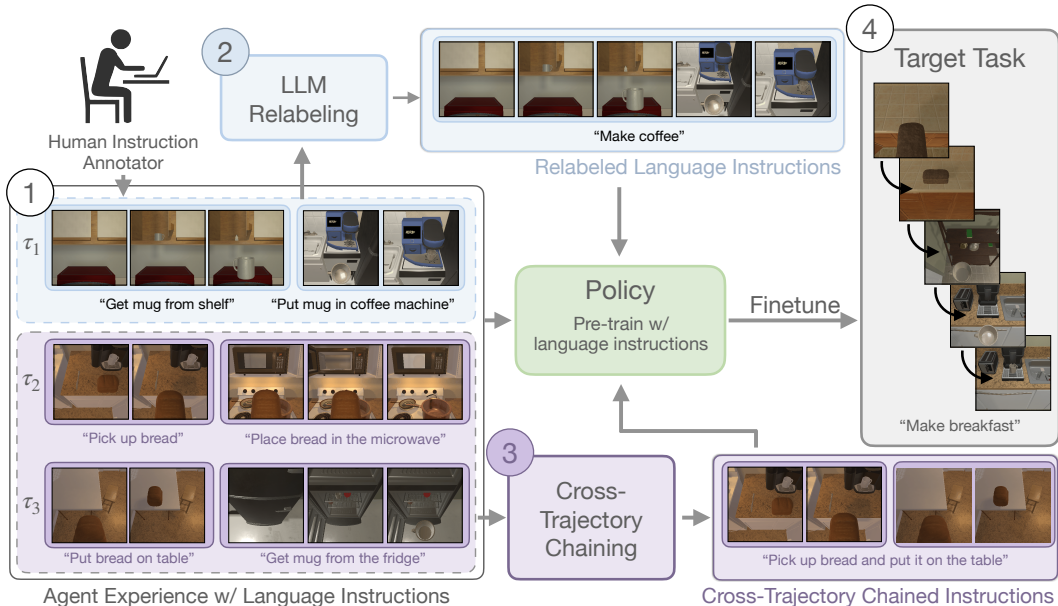 Human Instruction
Annotator
2
LLM
Relabeling
“Make coffee”
Relabeled Language Instructions
4
Target Task
“Make breakfast”
1
τ1
“Get mug from shelf”
“Put mug in coffee machine”
τ2
“Pick up bread”
“Place bread in the microwave”
τ3
“Put bread on table”
“Get mug from the fridge”
Agent Experience w/ Language Instructions
Policy
Pre-train w/
language instructions
Finetune
3
Cross-
Trajectory
Chaining
“Pick up bread and put it on the table”
Cross-Trajectory Chained Instructions